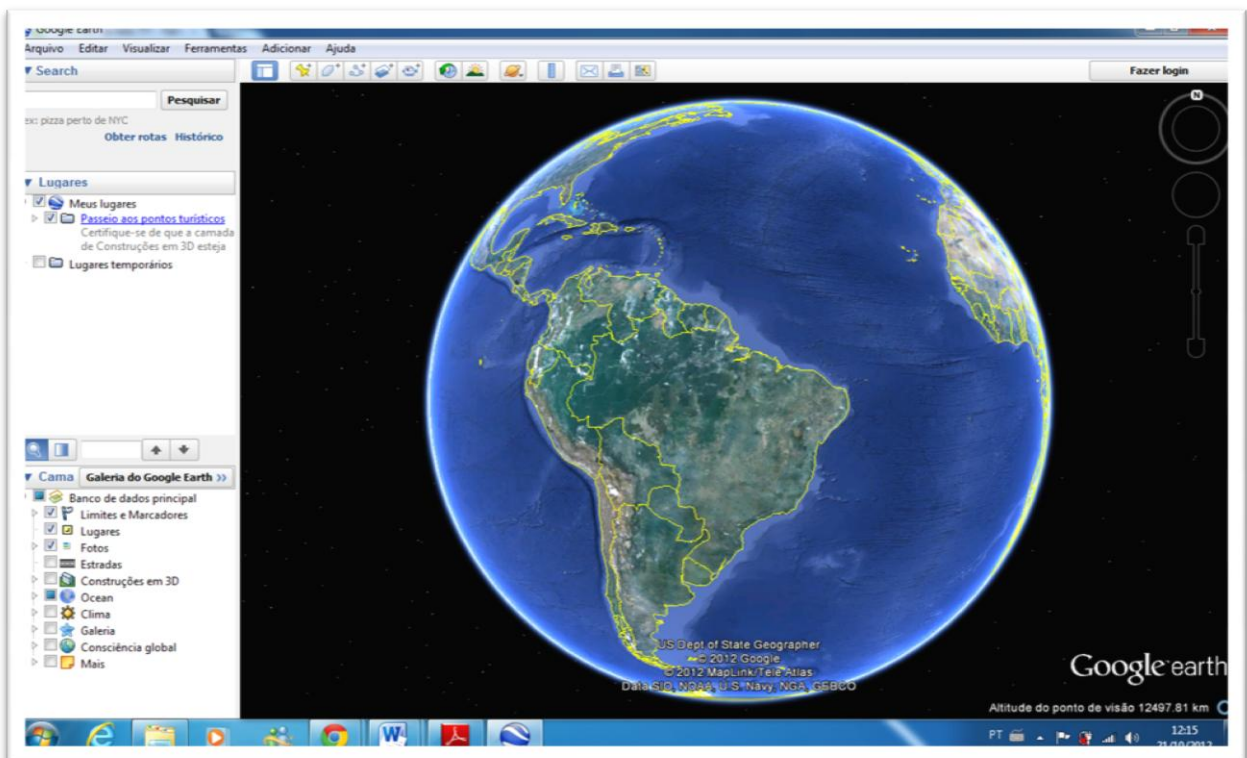 Google Earth
Arquivo Editar Visualizar Ferramentas Adicionar Ajuda
Search
Fazer login
Pesquisar
ex: pizza perto de NYC
Obter rotas Histórico
N
Lugares
Meus lugares
Passeio aos pontos turísticos
Certifique-se de que a camada
de Construções em 3D esteja
Lugares temporários
Cama Galeria do Google Earth >>
Banco de dados principal
Limites e Marcadores
Lugares
Fotos
Estradas
Construções em 3D
Ocean
Clima
Galeria
Consciência global
Mais
US Dept of State Geographer
© 2012 Google
© 2012 MapLink/Tele Atlas
Data SIO, NOAA, U.S. Navy, NGA, GEBCO
Google earth
Altitude do ponto de visão 12497.81 km
PT
12:15
21/10/2012